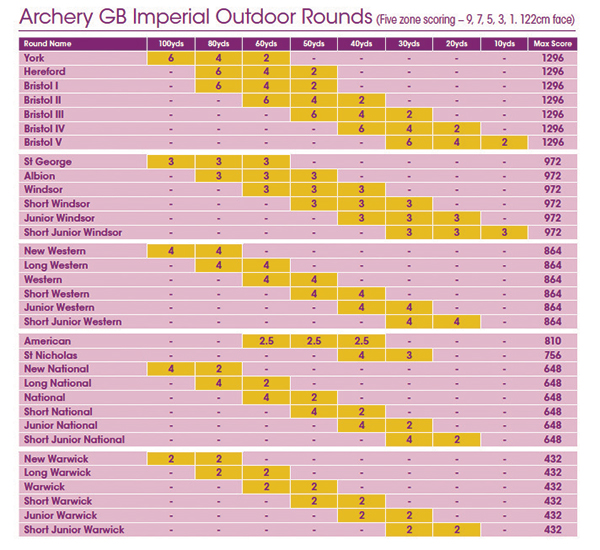 Archery GB Imperial Outdoor Rounds (Five zone scoring – 9, 7, 5, 3, 1. 122cm face)
Round Name 100yds 80yds 60yds 50yds 40yds 30yds 20yds 10yds Max Score
York 6 4 2 - - - - - 1296
Hereford - 6 4 2 - - - - 1296
Bristol I - 6 4 2 - - - - 1296
Bristol II - - 6 4 2 - - - 1296
Bristol III - - - 6 4 2 - - 1296
Bristol IV - - - - 6 4 2 - 1296
Bristol V - - - - - 6 4 2 1296
St George 3 3 3 - - - - - 972
Albion - 3 3 3 - - - - 972
Windsor - - 3 3 3 - - - 972
Short Windsor - - - 3 3 3 - - 972
Junior Windsor - - - - 3 3 3 - 972
Short Junior Windsor - - - - - 3 3 3 972
New Western 4 4 - - - - - - 864
Long Western - 4 4 - - - - - 864
Western - - 4 4 - - - - 864
Short Western - - - 4 4 - - - 864
Junior Western - - - - 4 4 - - 864
Short Junior Western - - - - - 4 4 - 864
American - - 2.5 2.5 2.5 - - - 810
St Nicholas - - - - 4 3 - - 756
New National 4 2 - - - - - - 648
Long National - 4 2 - - - - - 648
National - - 4 2 - - - - 648
Short National - - - 4 2 - - - 648
Junior National - - - - 4 2 - - 648
Short Junior National - - - - - 4 2 - 648
New Warwick 2 2 - - - - - - 432
Long Warwick - 2 2 - - - - - 432
Warwick - - 2 2 - - - - 432
Short Warwick - - - 2 2 - - - 432
Junior Warwick - - - - 2 2 - - 432
Short Junior Warwick - - - - - 2 2 - 432